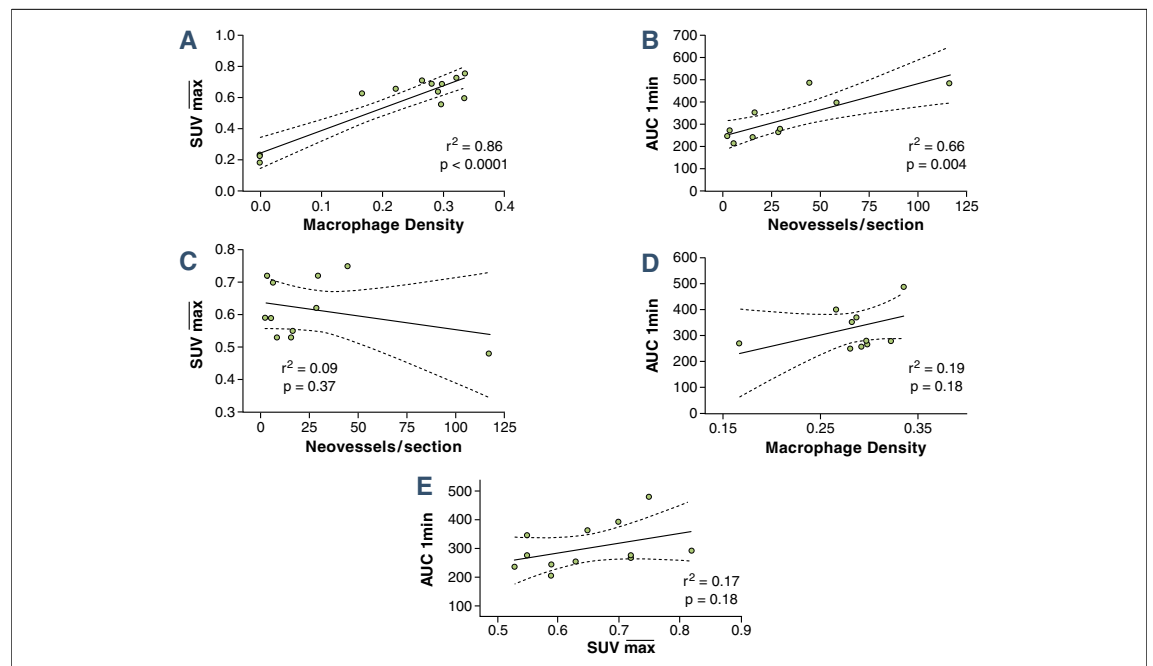 A
1.0
0.8
0.6
0.4
0.2
0.0
SUV max
0.0 0.1 0.2 0.3 0.4
Macrophage Density
r² = 0.86
p < 0.0001
B
700
600
500
400
300
200
100
0
AUC 1min
0 25 50 75 100 125
Neovessels/section
r² = 0.66
p = 0.004
C
0.8
0.7
0.6
0.5
0.4
0.3
SUV max
0 25 50 75 100 125
Neovessels/section
r² = 0.09
p = 0.37
D
600
500
400
300
200
100
0
AUC 1min
0.15 0.25 0.35
Macrophage Density
r² = 0.19
p = 0.18
E
500
400
300
200
100
AUC 1min
0.5 0.6 0.7 0.8 0.9
SUV max
r² = 0.17
p = 0.18